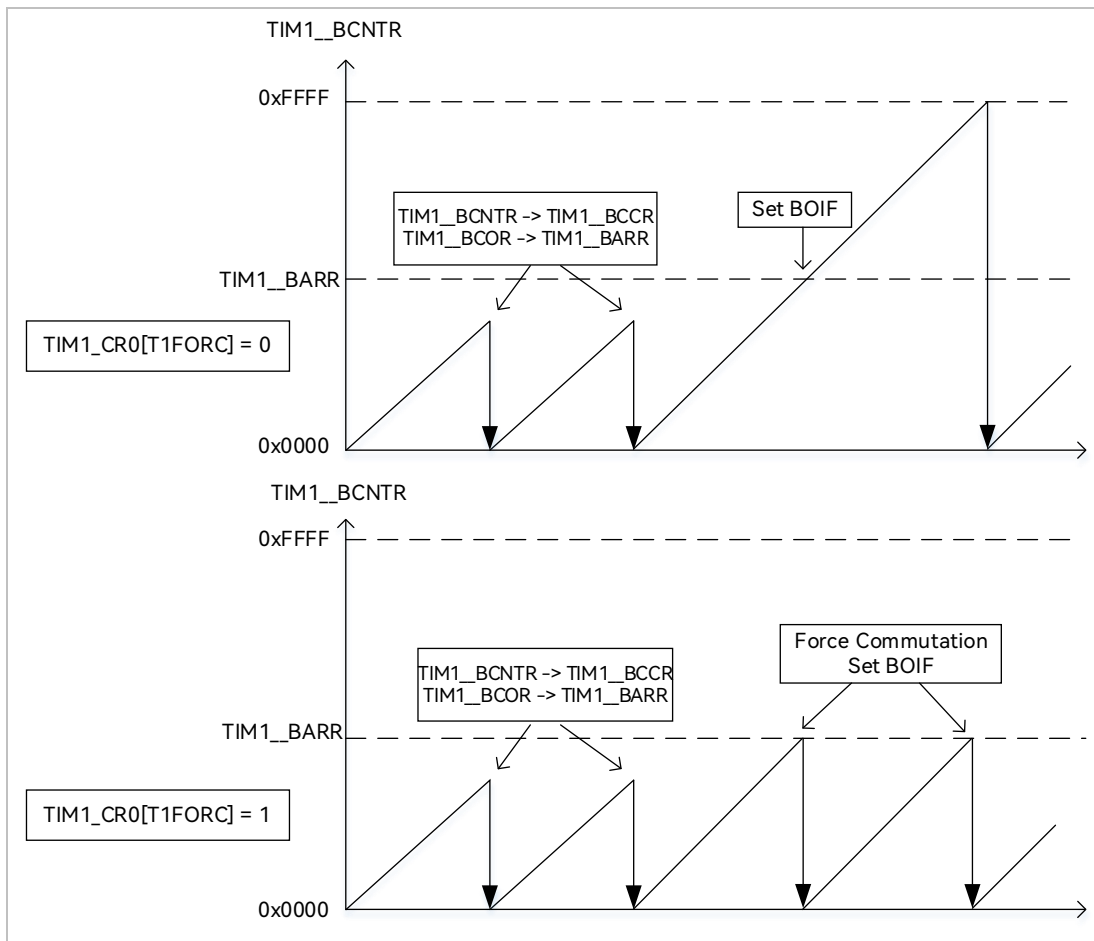 TIM1__BCNTR
0xFFFF
TIM1__BCNTR -> TIM1__BCCR
TIM1__BCOR -> TIM1__BARR
Set BOIF
TIM1__BARR
TIM1_CR0[T1FORC] = 0
0x0000
TIM1__BCNTR
0xFFFF
Force Commutation
Set BOIF
TIM1__BCNTR -> TIM1__BCCR
TIM1__BCOR -> TIM1__BARR
TIM1__BARR
TIM1_CR0[T1FORC] = 1
0x0000